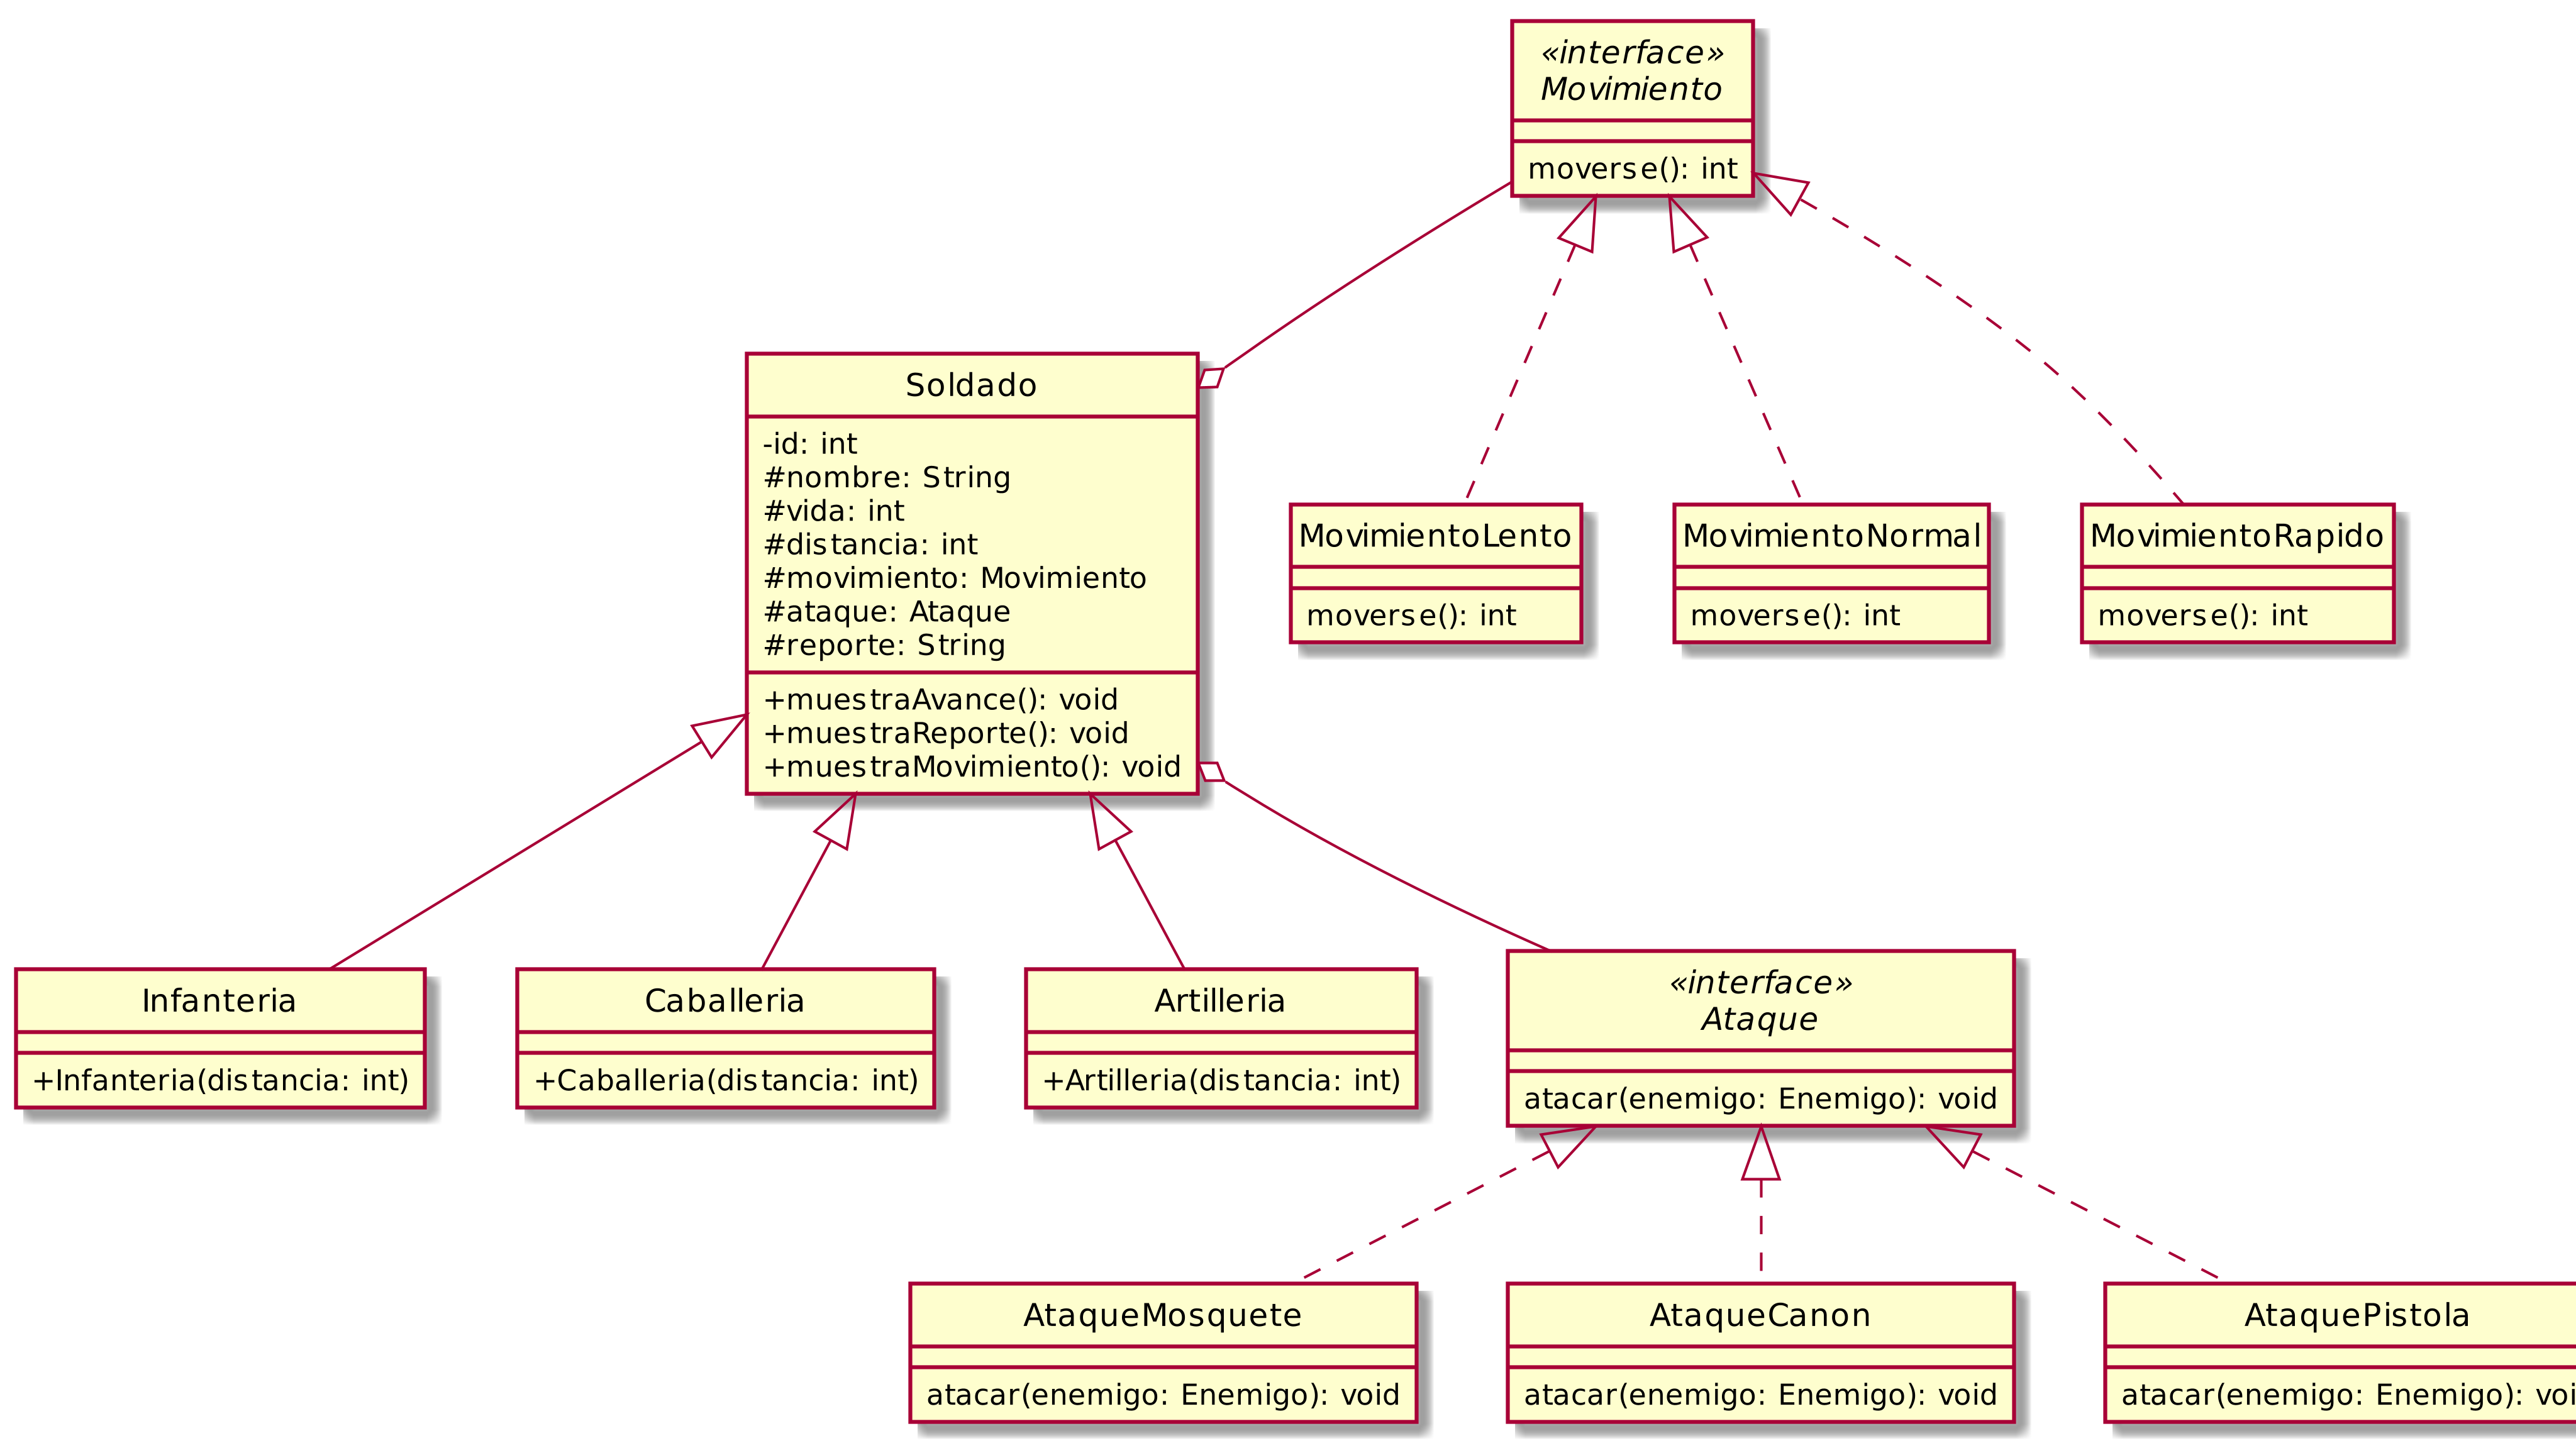 «interface»
Movimiento
moverse(): int
Soldado
-id: int
#nombre: String
#vida: int
#distancia: int
#movimiento: Movimiento
#ataque: Ataque
#reporte: String
+muestraAvance(): void
+muestraReporte(): void
+muestraMovimiento(): void
MovimientoLento
moverse(): int
MovimientoNormal
moverse(): int
MovimientoRapido
moverse(): int
Infanteria
+Infanteria(distancia: int)
Caballeria
+Caballeria(distancia: int)
Artilleria
+Artilleria(distancia: int)
«interface»
Ataque
atacar(enemigo: Enemigo): void
AtaqueMosquete
atacar(enemigo: Enemigo): void
AtaqueCanon
atacar(enemigo: Enemigo): void
AtaquePistola
atacar(enemigo: Enemigo):